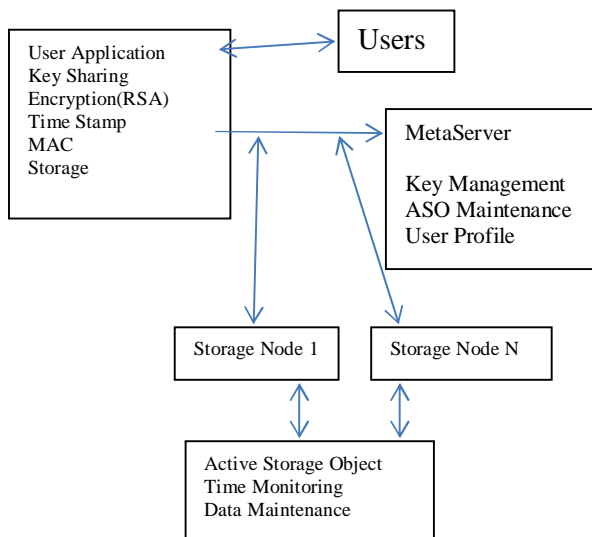 User Application
Key Sharing
Encryption(RSA)
Time Stamp
MAC
Storage
Users
MetaServer
Key Management
ASO Maintenance
User Profile
Storage Node 1
Storage Node N
Active Storage Object
Time Monitoring
Data Maintenance